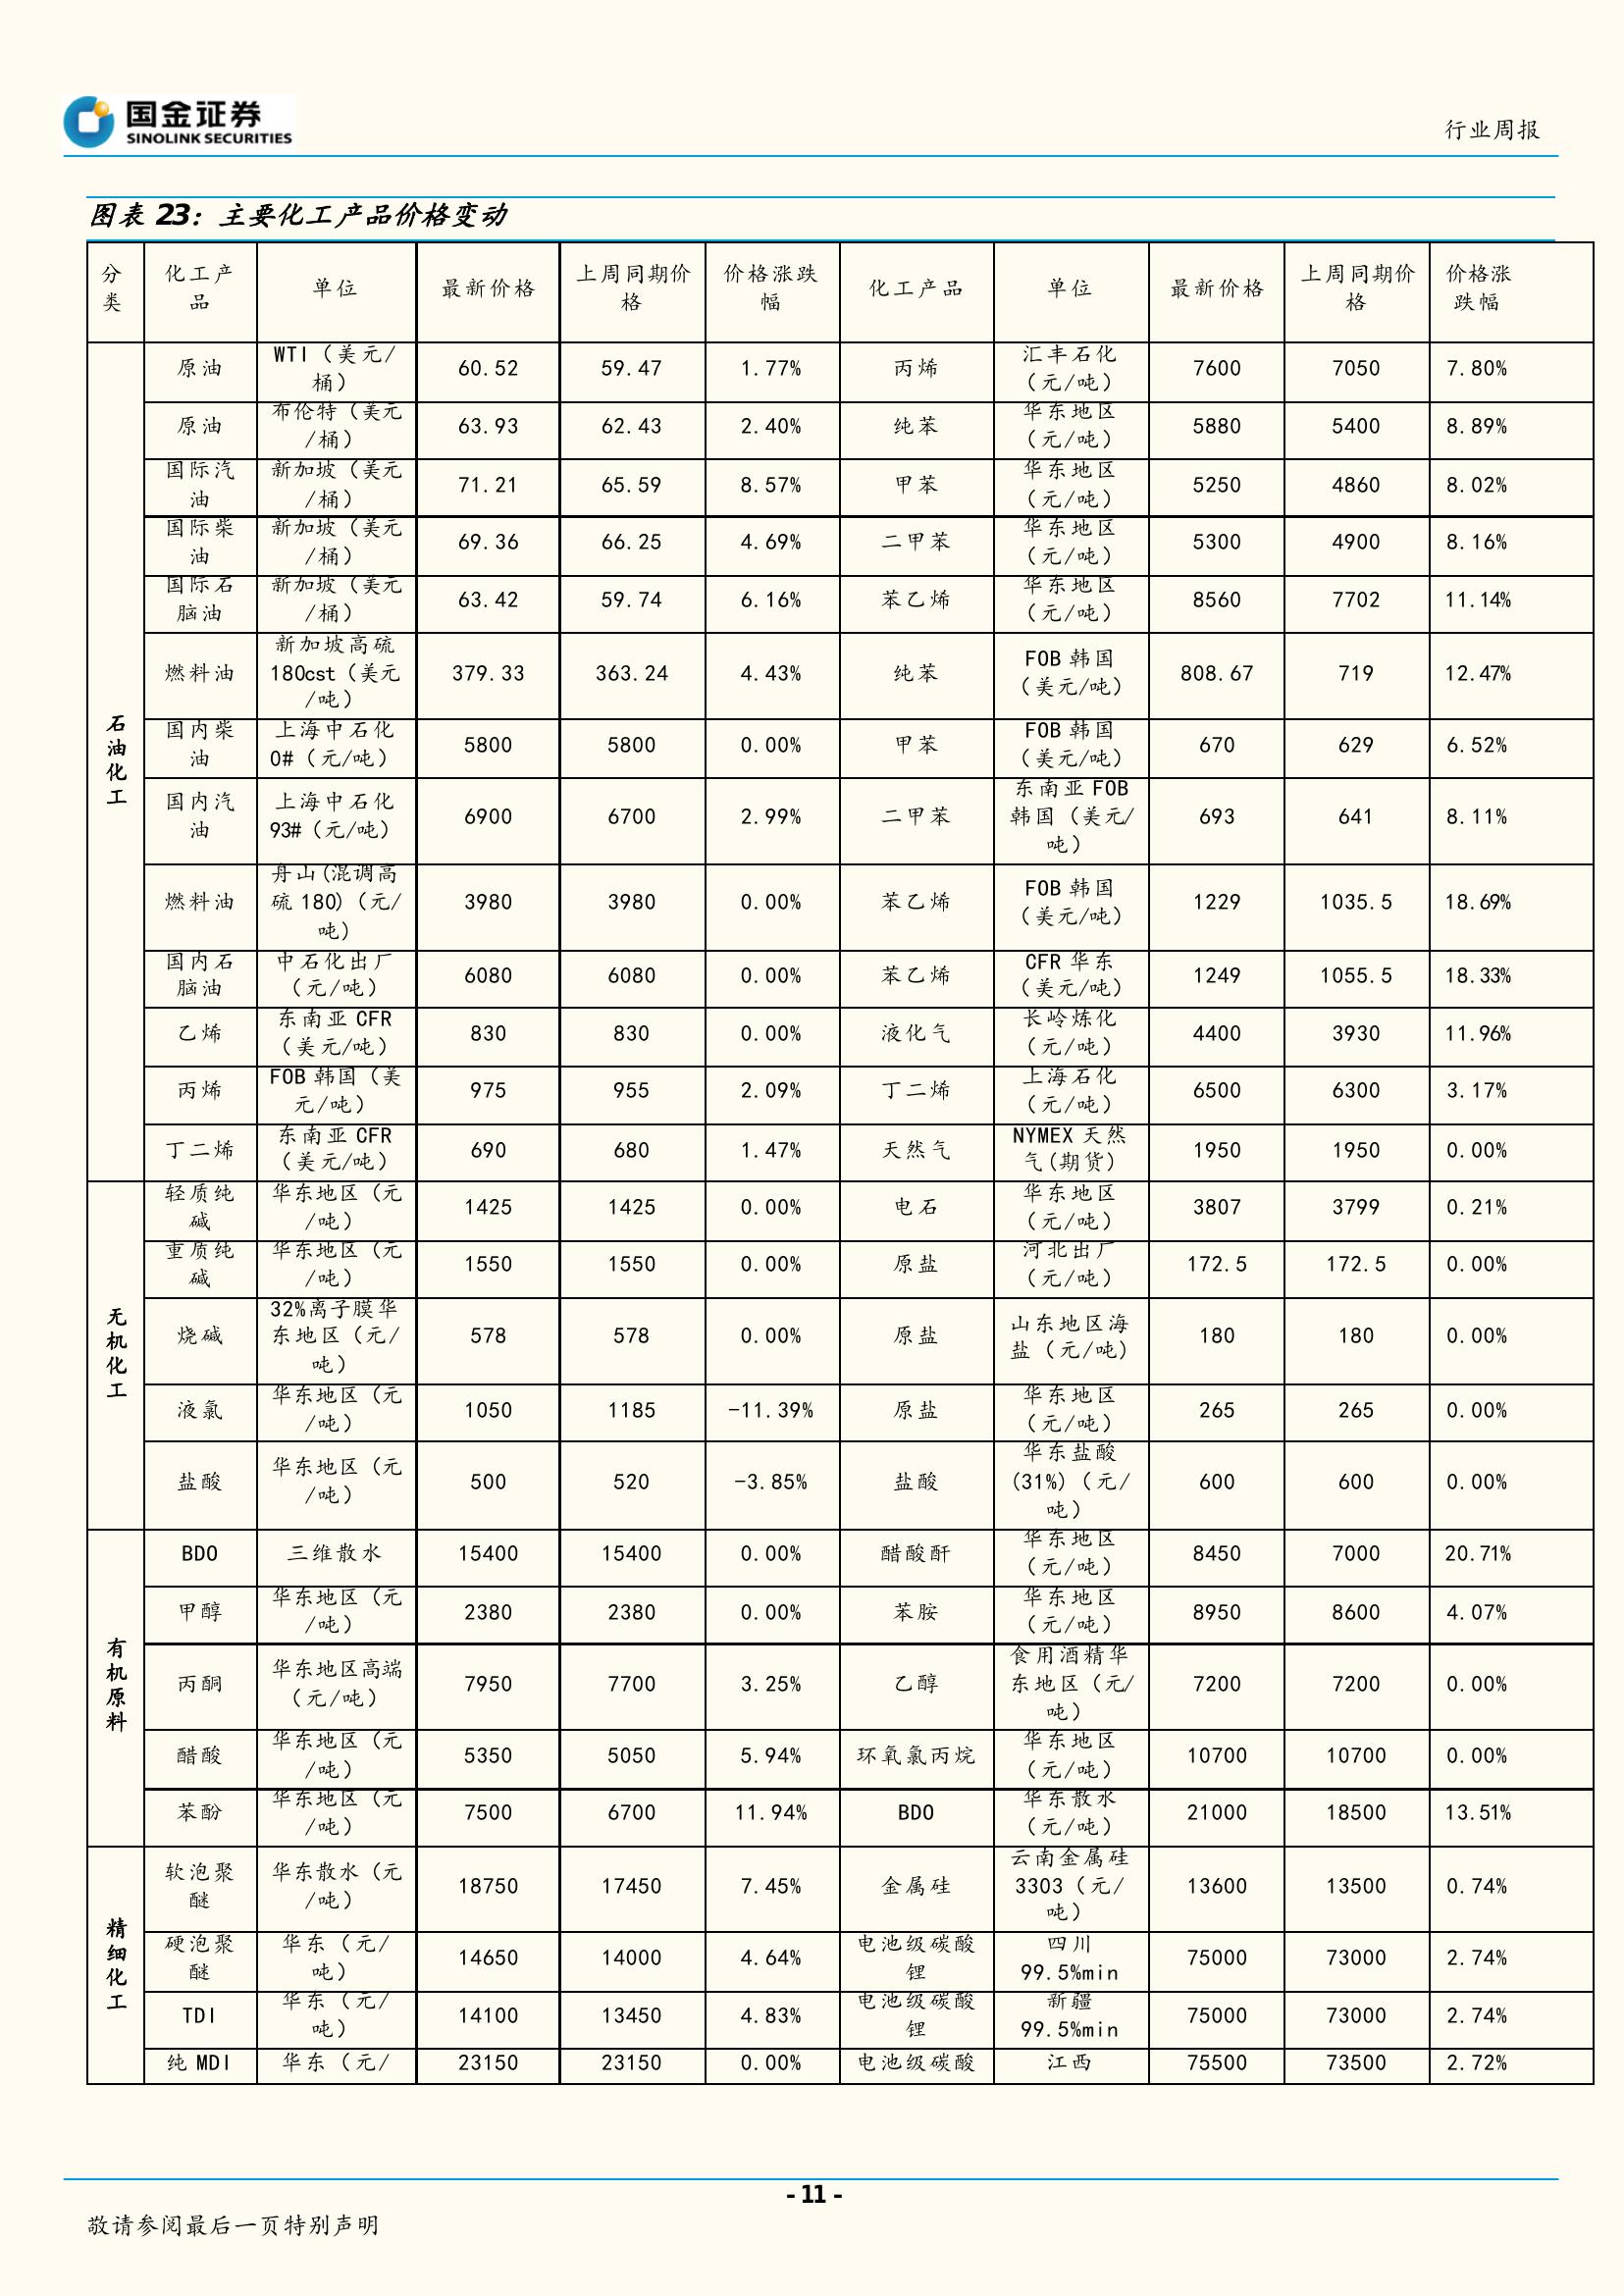 国金证券
SINOLINK SECURITIES
行业周报
图表 23：主要化工产品价格变动
分类 化工产品 单位 最新价格 上周同期价格 价格涨跌幅 化工产品 单位 最新价格 上周同期价格 价格涨跌幅
石油化工
原油 WTI（美元/桶） 60.52 59.47 1.77% 丙烯 汇丰石化（元/吨） 7600 7050 7.80%
原油 布伦特（美元/桶） 63.93 62.43 2.40% 纯苯 华东地区（元/吨） 5880 5400 8.89%
国际汽油 新加坡（美元/桶） 71.21 65.59 8.57% 甲苯 华东地区（元/吨） 5250 4860 8.02%
国际柴油 新加坡（美元/桶） 69.36 66.25 4.69% 二甲苯 华东地区（元/吨） 5300 4900 8.16%
国际石脑油 新加坡（美元/桶） 63.42 59.74 6.16% 苯乙烯 华东地区（元/吨） 8560 7702 11.14%
燃料油 新加坡高硫180cst（美元/吨） 379.33 363.24 4.43% 纯苯 FOB 韩国（美元/吨） 808.67 719 12.47%
国内柴油 上海中石化0#（元/吨） 5800 5800 0.00% 甲苯 FOB 韩国（美元/吨） 670 629 6.52%
国内汽油 上海中石化93#（元/吨） 6900 6700 2.99% 二甲苯 东南亚 FOB 韩国（美元/吨） 693 641 8.11%
燃料油 舟山(混调高硫 180)（元/吨） 3980 3980 0.00% 苯乙烯 FOB 韩国（美元/吨） 1229 1035.5 18.69%
国内石脑油 中石化出厂（元/吨） 6080 6080 0.00% 苯乙烯 CFR 华东（美元/吨） 1249 1055.5 18.33%
乙烯 东南亚 CFR（美元/吨） 830 830 0.00% 液化气 长岭炼化（元/吨） 4400 3930 11.96%
丙烯 FOB 韩国（美元/吨） 975 955 2.09% 丁二烯 上海石化（元/吨） 6500 6300 3.17%
丁二烯 东南亚 CFR（美元/吨） 690 680 1.47% 天然气 NYMEX 天然气(期货) 1950 1950 0.00%
无机化工
轻质纯碱 华东地区（元/吨） 1425 1425 0.00% 电石 华东地区（元/吨） 3807 3799 0.21%
重质纯碱 华东地区（元/吨） 1550 1550 0.00% 原盐 河北出厂（元/吨） 172.5 172.5 0.00%
烧碱 32%离子膜华东地区（元/吨） 578 578 0.00% 原盐 山东地区海盐（元/吨） 180 180 0.00%
液氯 华东地区（元/吨） 1050 1185 -11.39% 原盐 华东地区（元/吨） 265 265 0.00%
盐酸 华东地区（元/吨） 500 520 -3.85% 盐酸 华东盐酸(31%)（元/吨） 600 600 0.00%
有机原料
BDO 三维散水 15400 15400 0.00% 醋酸酐 华东地区（元/吨） 8450 7000 20.71%
甲醇 华东地区（元/吨） 2380 2380 0.00% 苯胺 华东地区（元/吨） 8950 8600 4.07%
丙酮 华东地区高端（元/吨） 7950 7700 3.25% 乙醇 食用酒精华东地区（元/吨） 7200 7200 0.00%
醋酸 华东地区（元/吨） 5350 5050 5.94% 环氧氯丙烷 华东地区（元/吨） 10700 10700 0.00%
苯酚 华东地区（元/吨） 7500 6700 11.94% BDO 华东散水（元/吨） 21000 18500 13.51%
精细化工
软泡聚醚 华东散水（元/吨） 18750 17450 7.45% 金属硅 云南金属硅3303（元/吨） 13600 13500 0.74%
硬泡聚醚 华东（元/吨） 14650 14000 4.64% 电池级碳酸锂 四川99.5%min 75000 73000 2.74%
TDI 华东（元/吨） 14100 13450 4.83% 电池级碳酸锂 新疆99.5%min 75000 73000 2.74%
纯 MDI 华东（元/ 23150 23150 0.00% 电池级碳酸 江西 75500 73500 2.72%
- 11 -
敬请参阅最后一页特别声明